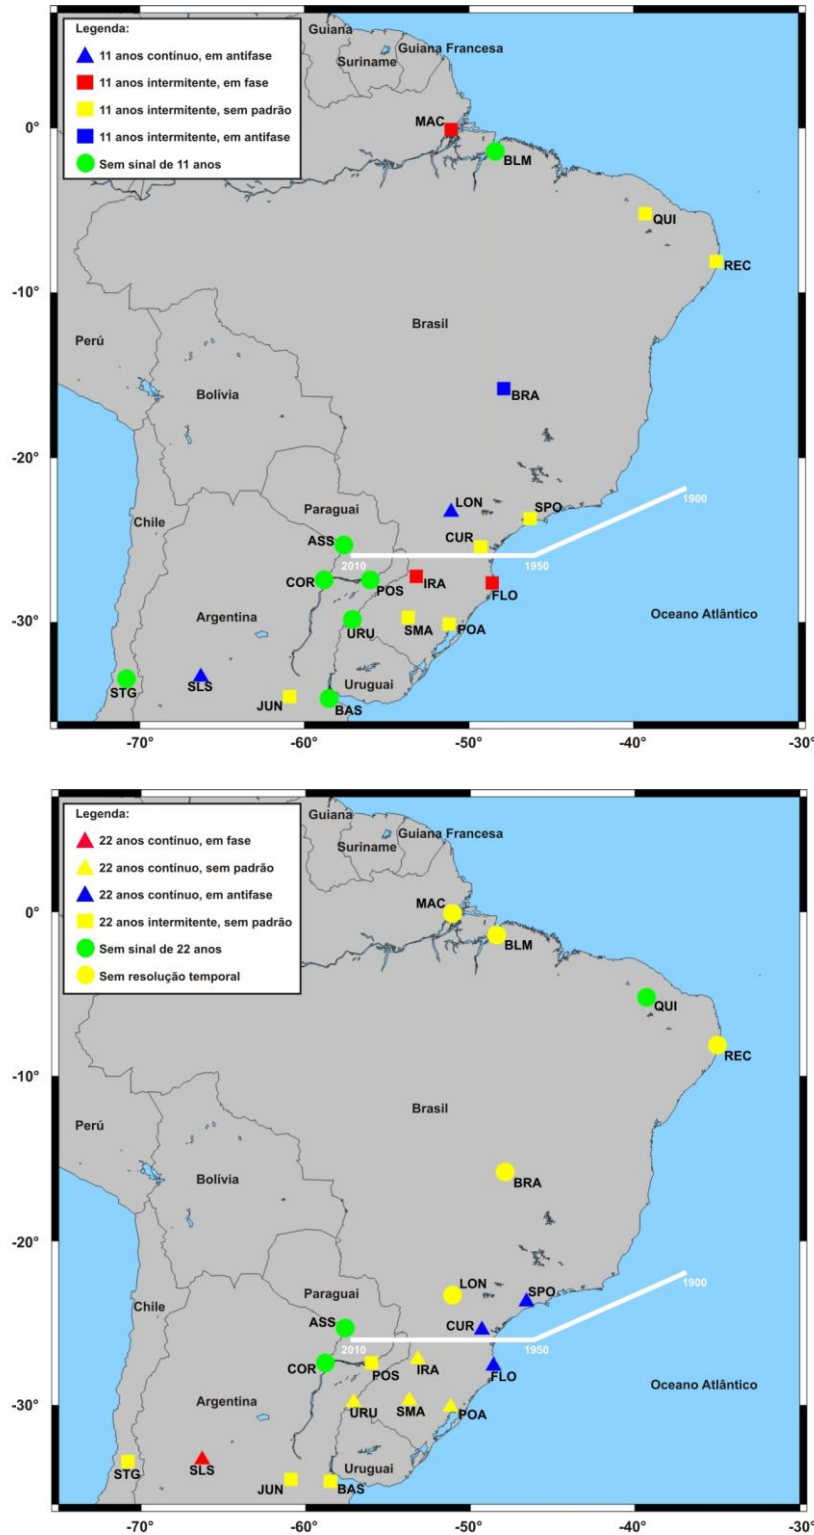 Legenda:
11 anos contínuo, em antifase
11 anos intermitente, em fase
11 anos intermitente, sem padrão
11 anos intermitente, em antifase
Sem sinal de 11 anos
Guiana
Suriname
Guiana Francesa
MAC
BLM
QUI
REC
Brasil
Perú
Bolívia
BRA
LON
SPO
1900
Paraguai
Chile
ASS
CUR
2010
1950
COR
POS
IRA
FLO
Argentina
URU
SMA
POA
Oceano Atlântico
STG
SLS
Uruguai
JUN
BAS
0°
-10°
-20°
-30°
-70°
-60°
-50°
-40°
-30°
Legenda:
22 anos contínuo, em fase
22 anos contínuo, sem padrão
22 anos contínuo, em antifase
22 anos intermitente, sem padrão
Sem sinal de 22 anos
Sem resolução temporal
Guiana
Suriname
Guiana Francesa
MAC
BLM
QUI
REC
Brasil
Perú
Bolívia
BRA
LON
SPO
1900
Paraguai
Chile
ASS
CUR
2010
1950
COR
POS
IRA
FLO
Argentina
URU
SMA
POA
Oceano Atlântico
STG
SLS
Uruguai
JUN
BAS
0°
-10°
-20°
-30°
-70°
-60°
-50°
-40°
-30°